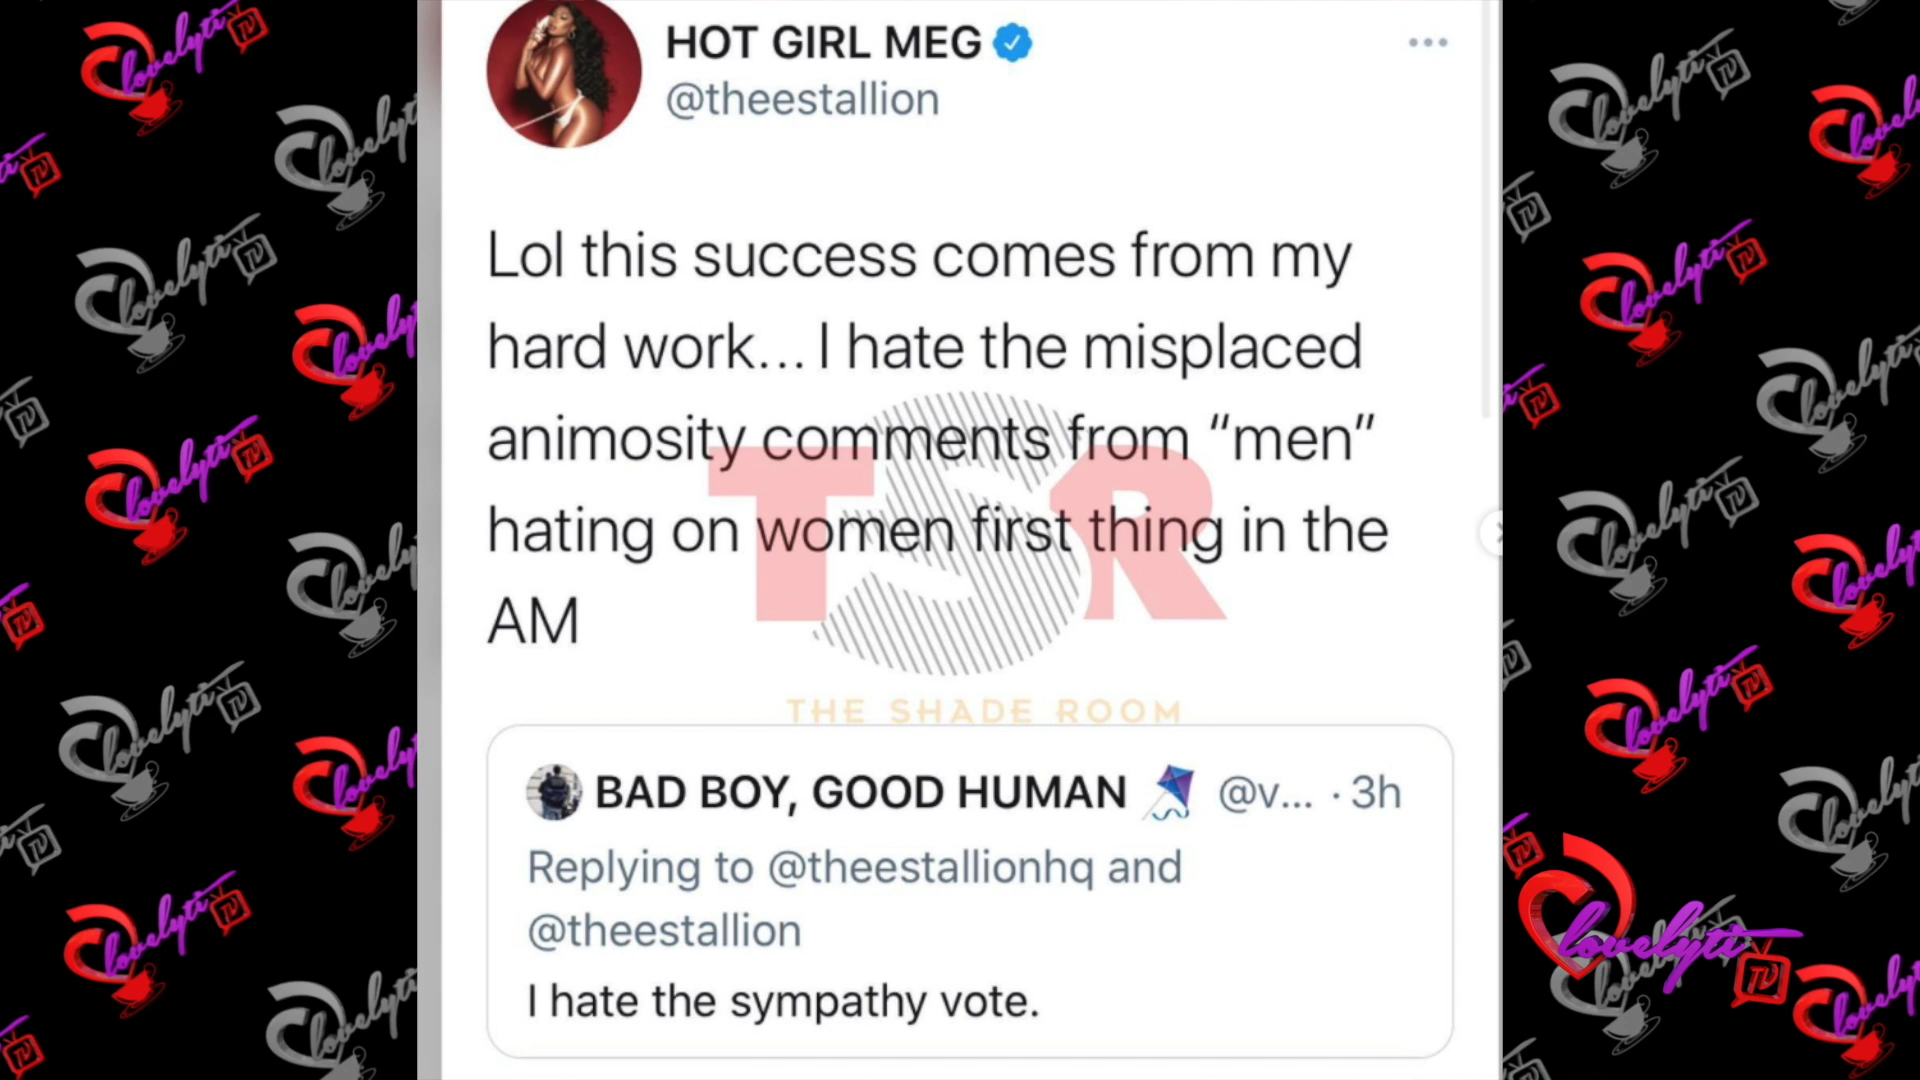 HOT GIRL MEG
@theestallion
Lol this success comes from my
hard work... I hate the misplaced
animosity comments from “men”
hating on women first thing in the
AM
TSR
THE SHADE ROOM
BAD BOY, GOOD HUMAN @v... · 3h
Replying to @theestallionhq and
@theestallion
I hate the sympathy vote.
lovelyti TV